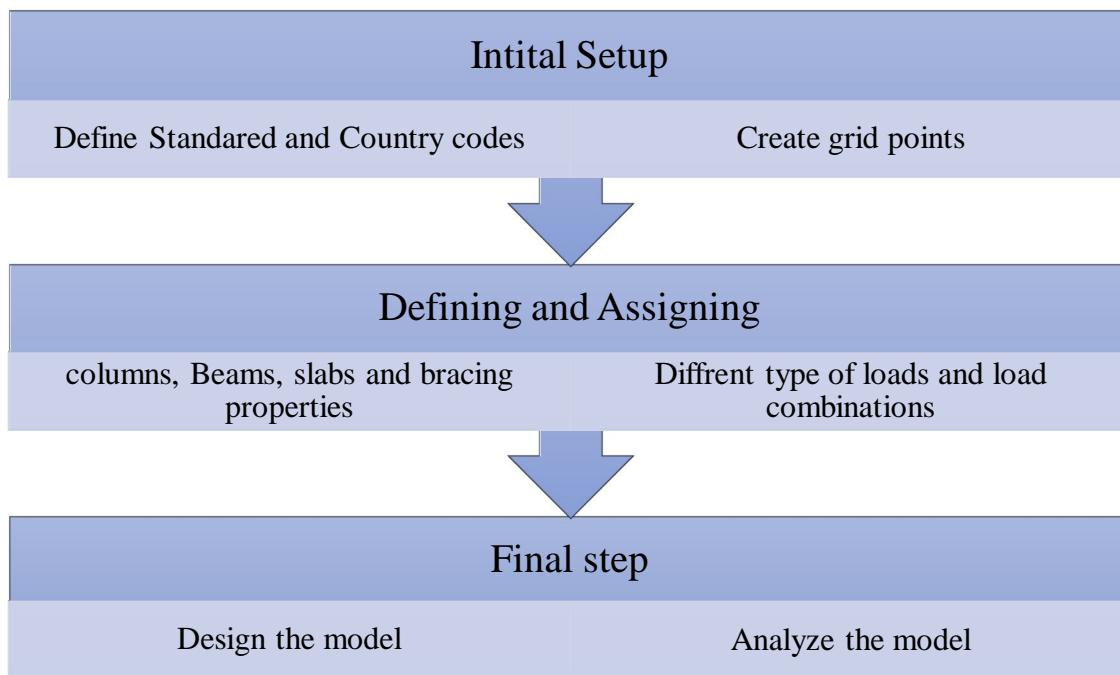 Intital Setup
Define Standared and Country codes
Create grid points
Defining and Assigning
columns, Beams, slabs and bracing
properties
Diffrent type of loads and load
combinations
Final step
Design the model
Analyze the model